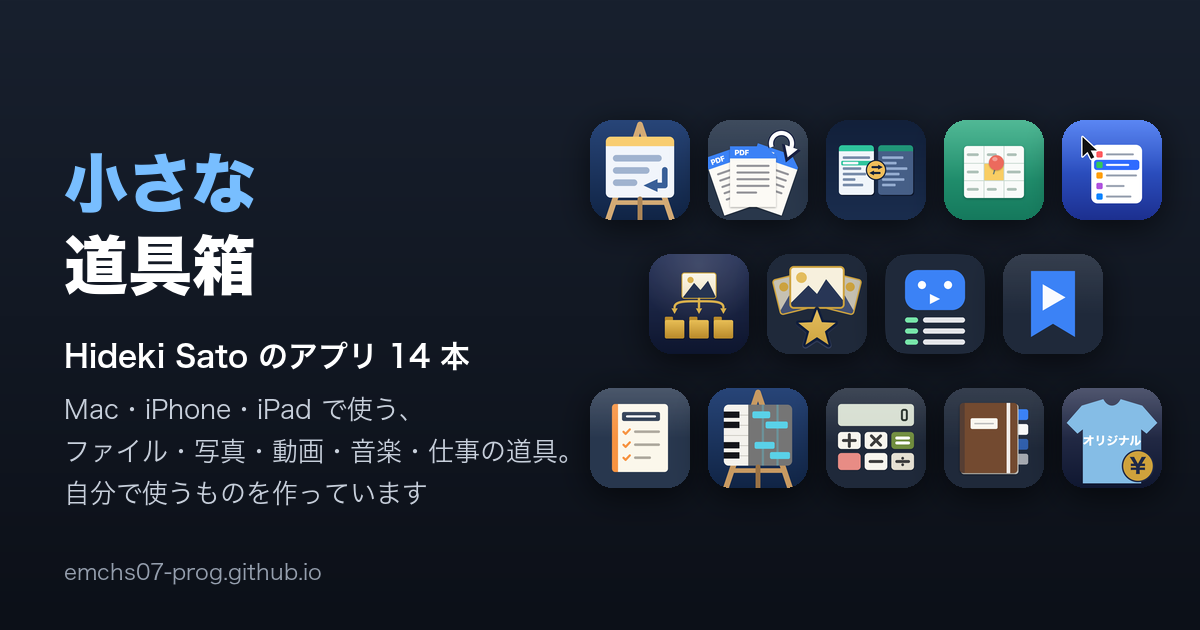 小さな
道具箱
Hideki Sato のアプリ 14 本
Mac・iPhone・iPad で使う、
ファイル・写真・動画・音楽・仕事の道具。
自分で使うものを作っています
emchs07-prog.github.io
PDF
PDF
0
オリジナル
¥